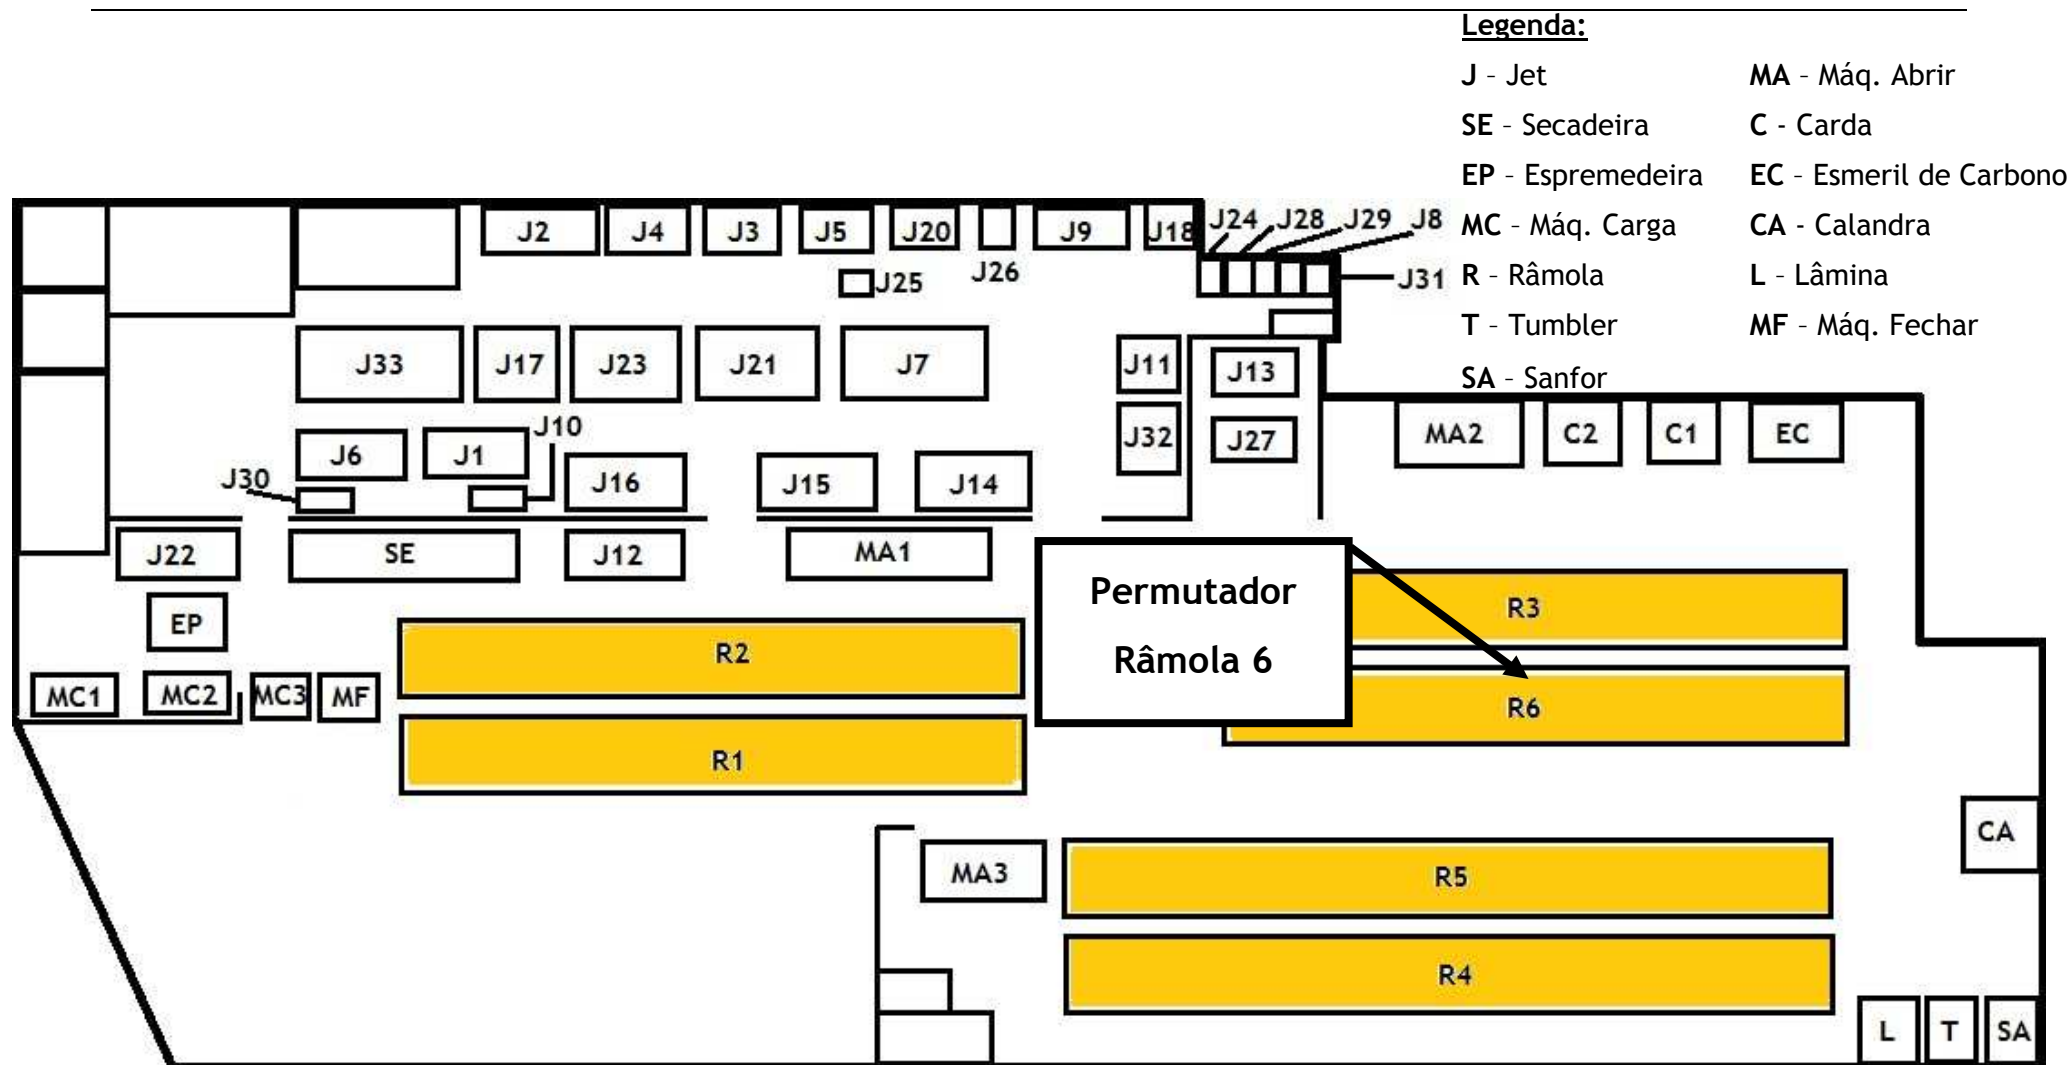 Legenda:
J – Jet MA – Máq. Abrir
SE – Secadeira C - Carda
EP – Espremedeira EC – Esmeril de Carbono
MC – Máq. Carga CA - Calandra
R – Râmola L – Lâmina
T – Tumbler MF – Máq. Fechar
SA – Sanfor
J2 J4 J3 J5 J20 J9 J18 J24 J28 J29 J8
J25 J26 J31
J33 J17 J23 J21 J7 J11 J13
J6 J1 J10 J32 J27 MA2 C2 C1 EC
J30 J16 J15 J14
J22 SE J12 MA1
Permutador
Râmola 6
EP R2 R3
MC1 MC2 MC3 MF R6
R1
CA
MA3 R5
R4
L T SA